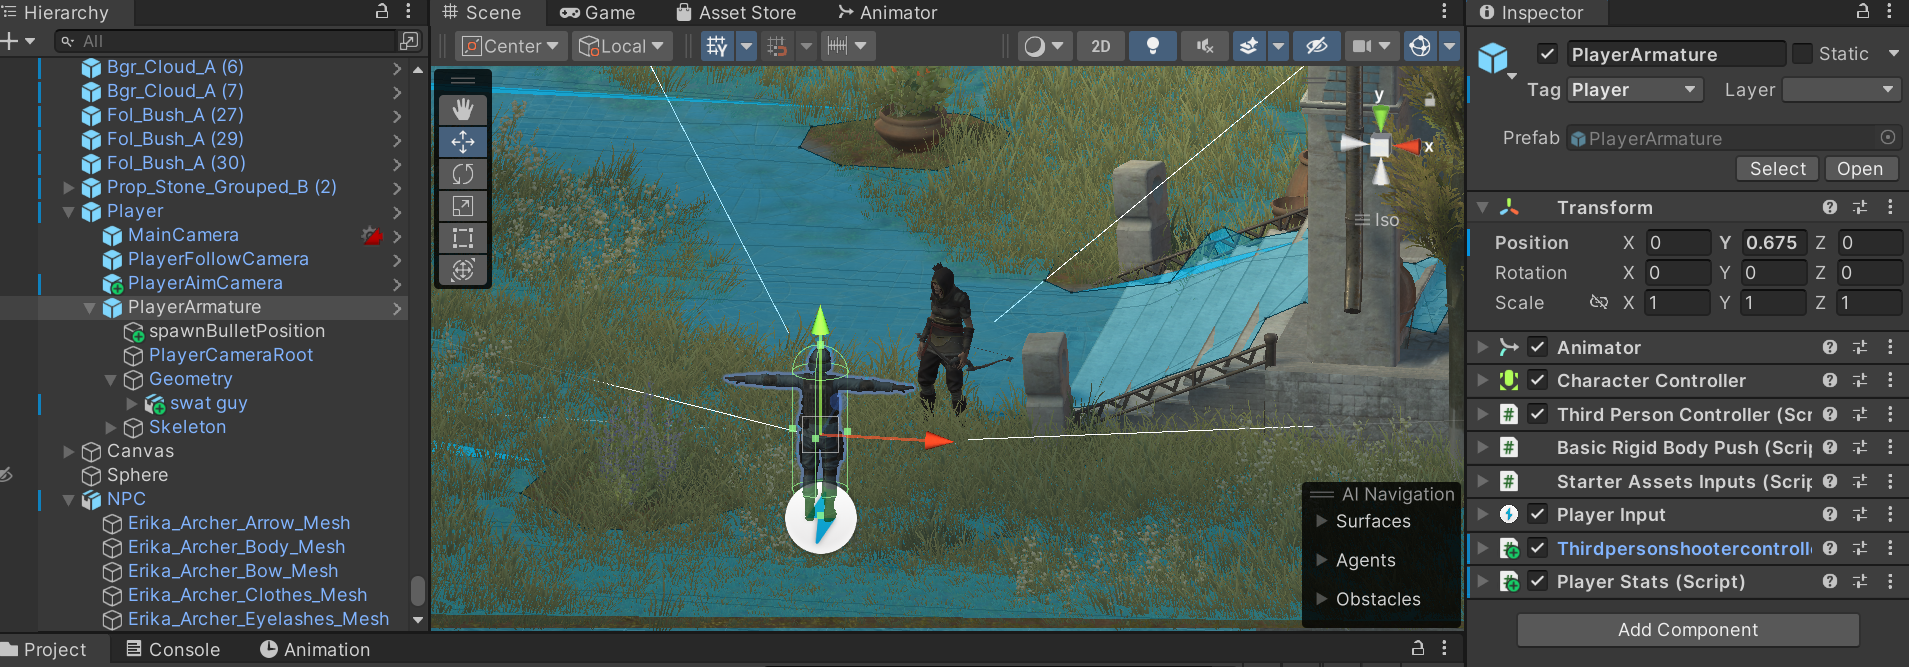 Hierarchy
All
Bgr_Cloud_A (6)
Bgr_Cloud_A (7)
Fol_Bush_A (27)
Fol_Bush_A (29)
Fol_Bush_A (30)
Prop_Stone_Grouped_B (2)
Player
MainCamera
PlayerFollowCamera
PlayerAimCamera
PlayerArmature
spawnBulletPosition
PlayerCameraRoot
Geometry
swat guy
Skeleton
Canvas
Sphere
NPC
Erika_Archer_Arrow_Mesh
Erika_Archer_Body_Mesh
Erika_Archer_Bow_Mesh
Erika_Archer_Clothes_Mesh
Erika_Archer_Eyelashes_Mesh
Project Console Animation
Scene Game Asset Store Animator
Center Local 2D
y
x
Iso
AI Navigation
Surfaces
Agents
Obstacles
Inspector
PlayerArmature Static
Tag Player Layer
Prefab PlayerArmature
Select Open
Transform
Position X 0 Y 0.675 Z 0
Rotation X 0 Y 0 Z 0
Scale X 1 Y 1 Z 1
Animator
Character Controller
Third Person Controller (Scr
Basic Rigid Body Push (Scrip
Starter Assets Inputs (Scrip
Player Input
Thirdpersonshootercontroll
Player Stats (Script)
Add Component